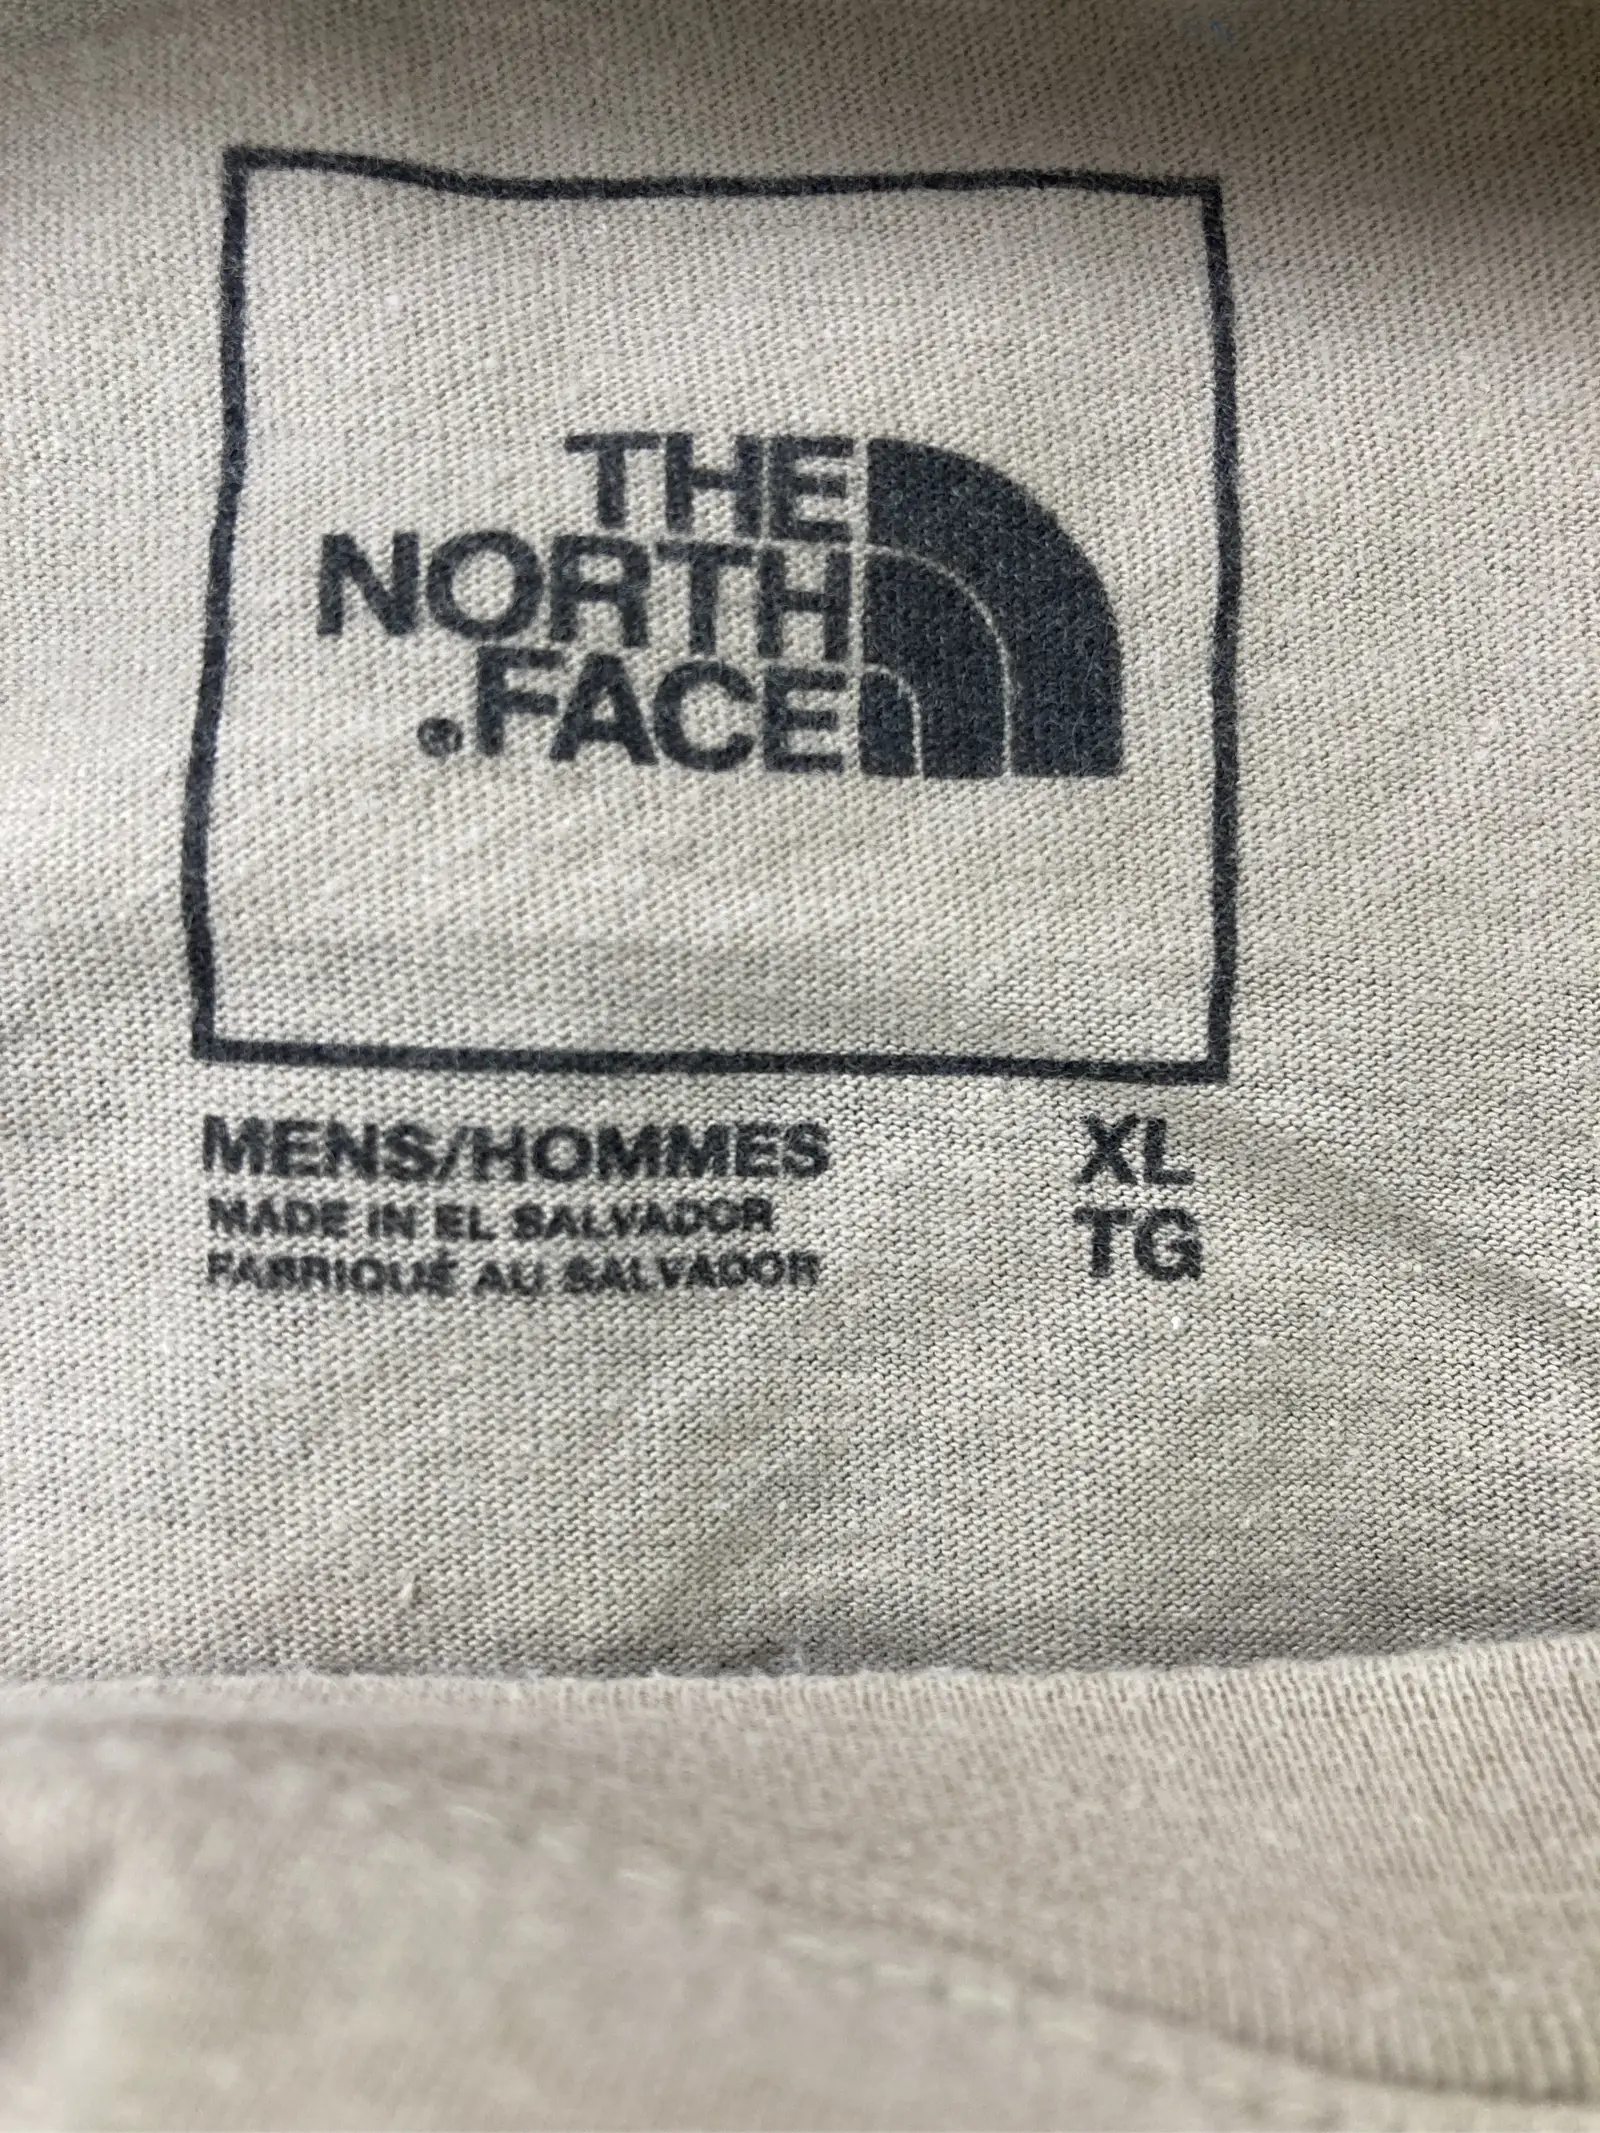 THE
NORTH
®FACE
MENS/HOMMES XL
MADE IN EL SALVADOR TG
FABRIQUÉ AU SALVADOR